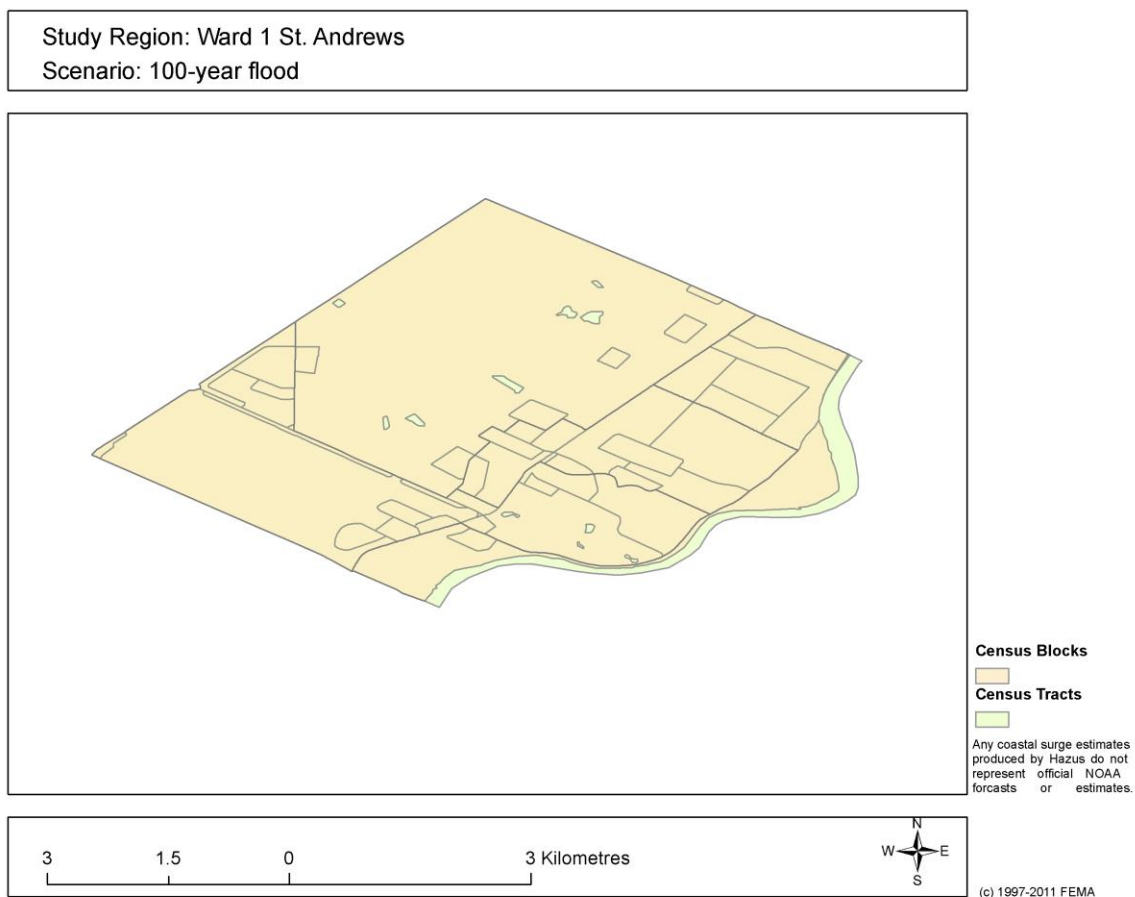 Study Region: Ward 1 St. Andrews
Scenario: 100-year flood
Census Blocks
Census Tracts
Any coastal surge estimates
produced by Hazus do not
represent official NOAA
forcasts or estimates.
3 1.5 0 3 Kilometres
N
W E
S
(c) 1997-2011 FEMA